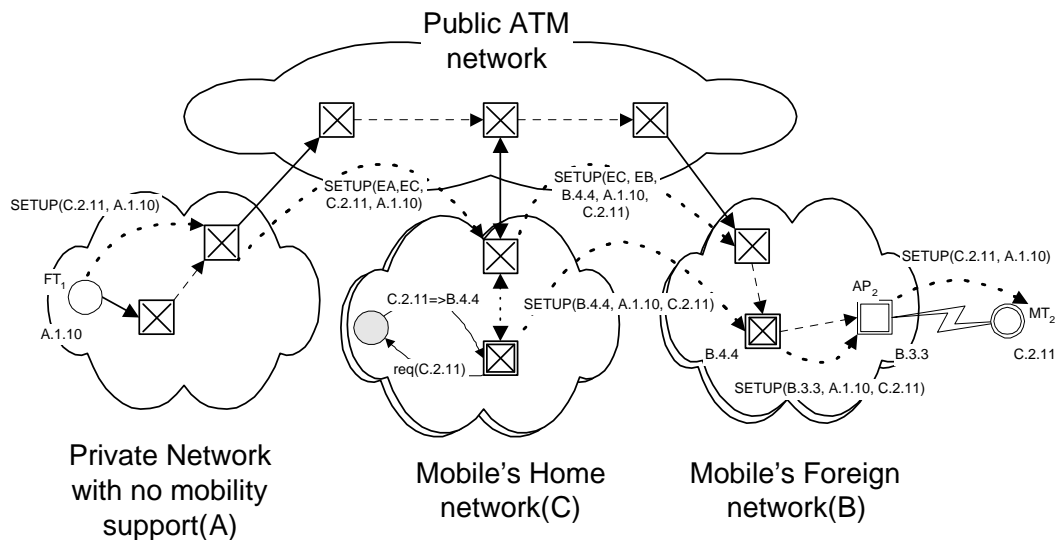 Public ATM
network
SETUP(EA,EC,
C.2.11, A.1.10)
SETUP(EC, EB,
B.4.4, A.1.10,
C.2.11)
SETUP(C.2.11, A.1.10)
FT1
A.1.10
C.2.11=>B.4.4
req(C.2.11)
SETUP(B.4.4, A.1.10, C.2.11)
SETUP(C.2.11, A.1.10)
AP2
MT2
B.4.4
B.3.3
C.2.11
SETUP(B.3.3, A.1.10, C.2.11)
Private Network
with no mobility
support(A)
Mobile's Home
network(C)
Mobile's Foreign
network(B)